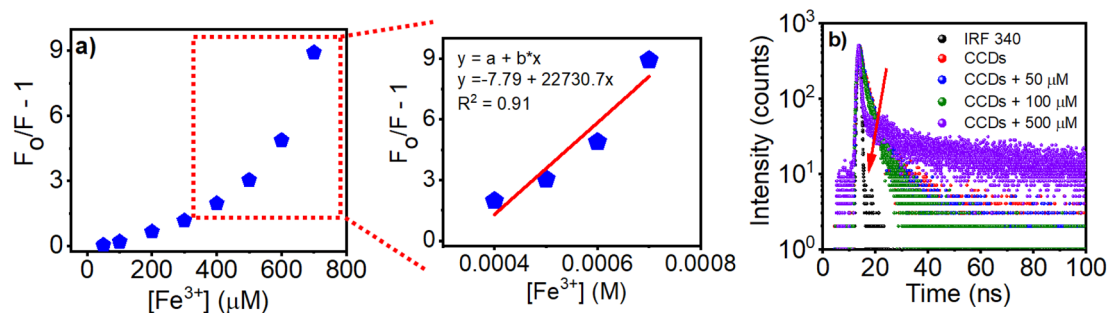 a)
F₀/F - 1
9
6
3
0
0 200 400 600 800
[Fe³⁺] (μM)
y = a + b*x
y =-7.79 + 22730.7x
R² = 0.91
F₀/F - 1
9
6
3
0
0.0004 0.0006 0.0008
[Fe³⁺] (M)
b)
IRF 340
CCDs
CCDs + 50 μM
CCDs + 100 μM
CCDs + 500 μM
Intensity (counts)
10³
10²
10¹
10⁰
0 20 40 60 80 100
Time (ns)